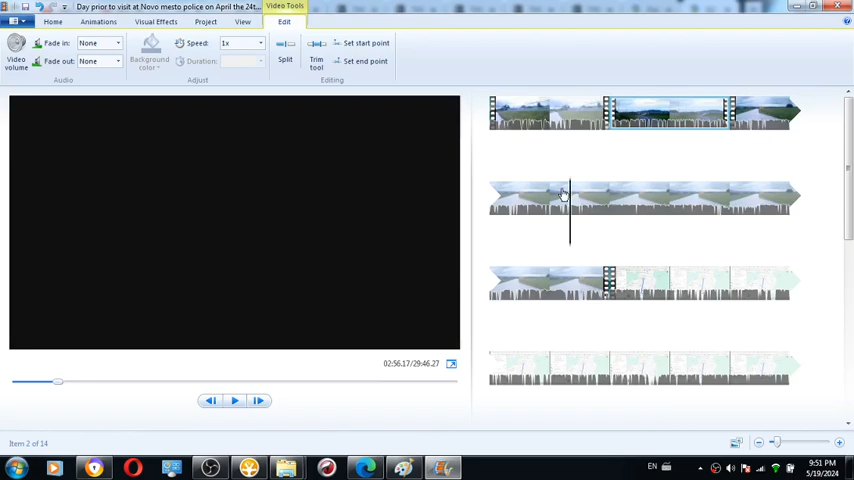 Day prior to visit at Novo mesto police on April the 24t...
Video Tools
Home Animations Visual Effects Project View Edit
Fade in: None
Fade out: None
Video volume
Background color
Speed: 1x
Duration:
Split
Trim tool
Set start point
Set end point
Audio
Adjust
Editing
02:56.17/29:46.27
Item 2 of 14
EN
9:51 PM
5/19/2024